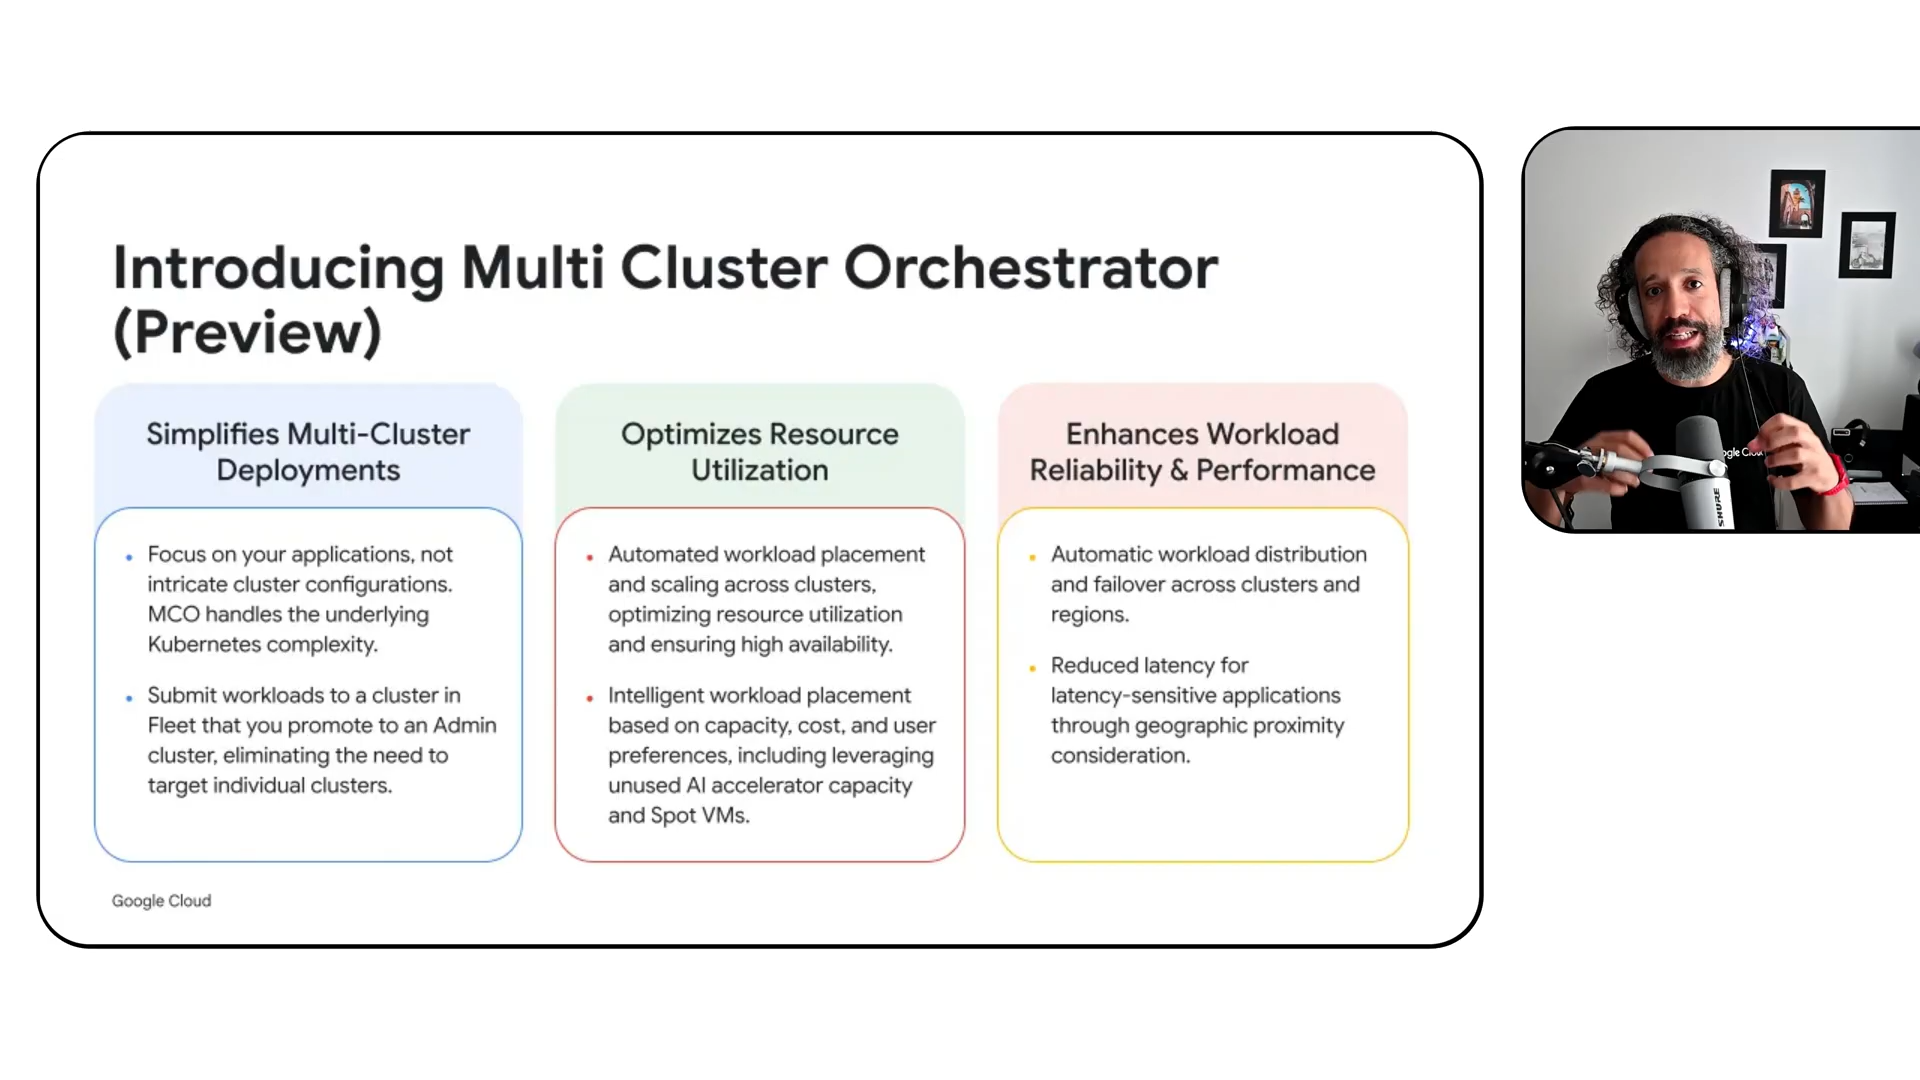 Introducing Multi Cluster Orchestrator
(Preview)
Simplifies Multi-Cluster
Deployments
Focus on your applications, not
intricate cluster configurations.
MCO handles the underlying
Kubernetes complexity.
Submit workloads to a cluster in
Fleet that you promote to an Admin
cluster, eliminating the need to
target individual clusters.
Optimizes Resource
Utilization
Automated workload placement
and scaling across clusters,
optimizing resource utilization
and ensuring high availability.
Intelligent workload placement
based on capacity, cost, and user
preferences, including leveraging
unused AI accelerator capacity
and Spot VMs.
Enhances Workload
Reliability & Performance
Automatic workload distribution
and failover across clusters and
regions.
Reduced latency for
latency-sensitive applications
through geographic proximity
consideration.
Google Cloud
SHURE